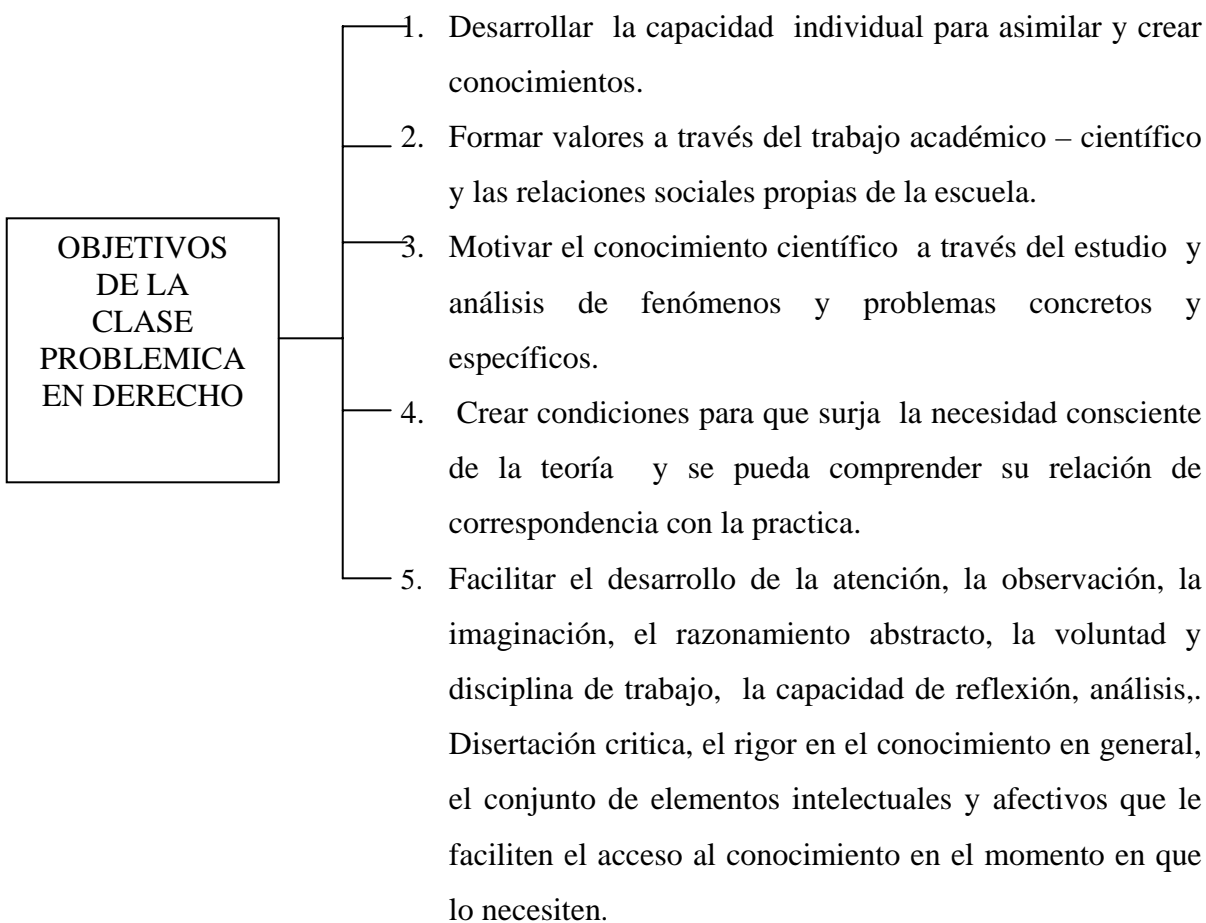 OBJETIVOS
DE LA
CLASE
PROBLEMICA
EN DERECHO
1. Desarrollar la capacidad individual para asimilar y crear
conocimientos.
2. Formar valores a través del trabajo académico – científico
y las relaciones sociales propias de la escuela.
3. Motivar el conocimiento científico a través del estudio y
análisis de fenómenos y problemas concretos y
específicos.
4. Crear condiciones para que surja la necesidad consciente
de la teoría y se pueda comprender su relación de
correspondencia con la practica.
5. Facilitar el desarrollo de la atención, la observación, la
imaginación, el razonamiento abstracto, la voluntad y
disciplina de trabajo, la capacidad de reflexión, análisis,.
Disertación critica, el rigor en el conocimiento en general,
el conjunto de elementos intelectuales y afectivos que le
faciliten el acceso al conocimiento en el momento en que
lo necesiten.